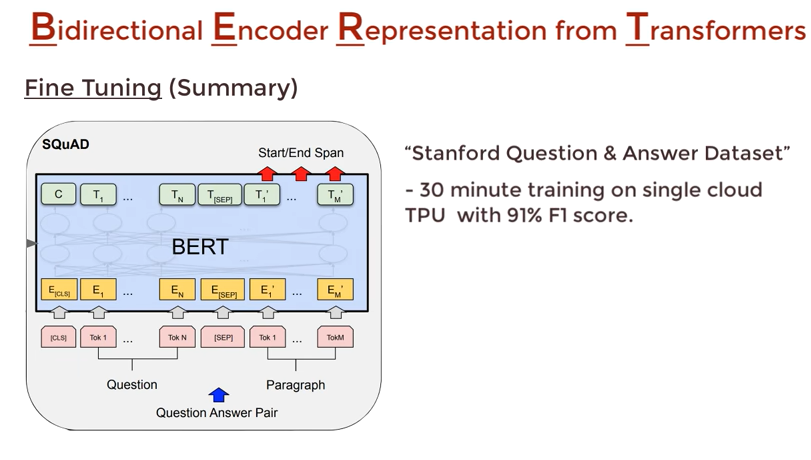 Bidirectional Encoder Representation from Transformers
Fine Tuning (Summary)
SQuAD
Start/End Span
C T1 ... TN T[SEP] T1' ... TM'
BERT
E[CLS] E1 ... EN E[SEP] E1' ... EM'
[CLS] Tok 1 ... Tok N [SEP] Tok 1 ... TokM
Question Paragraph
Question Answer Pair
“Stanford Question & Answer Dataset”
- 30 minute training on single cloud
TPU with 91% F1 score.